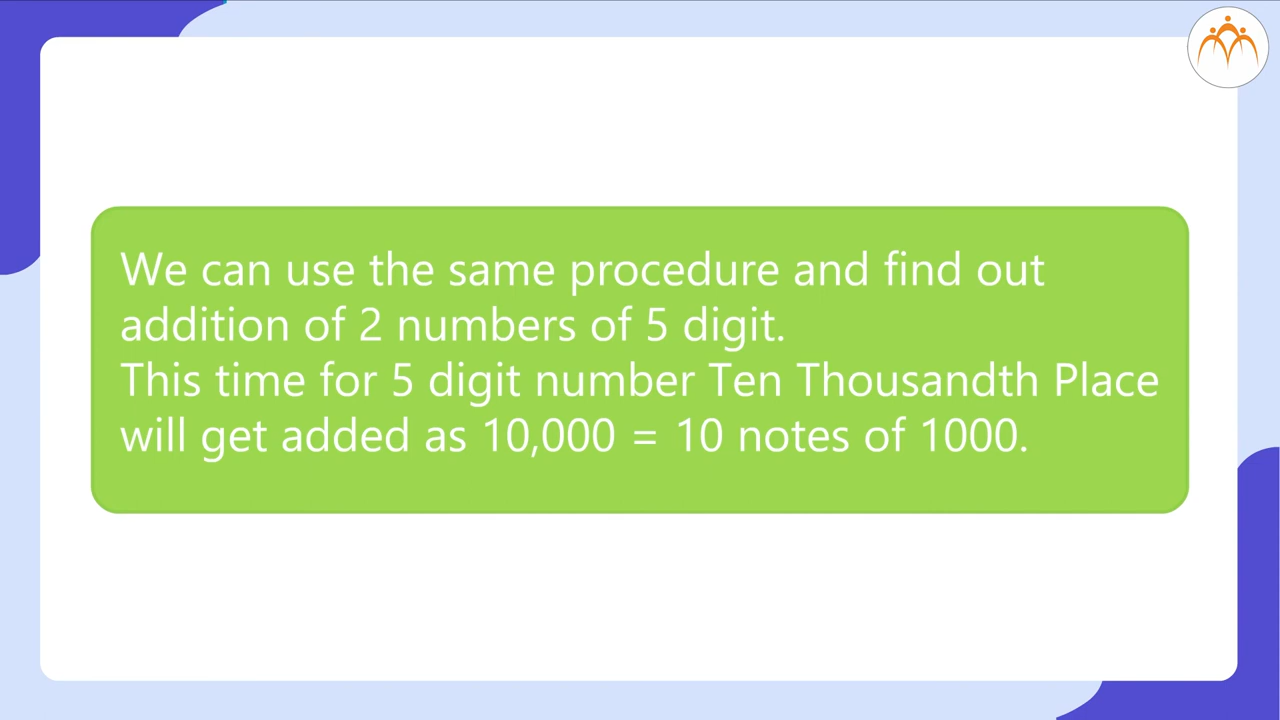 We can use the same procedure and find out
addition of 2 numbers of 5 digit.
This time for 5 digit number Ten Thousandth Place
will get added as 10,000 = 10 notes of 1000.